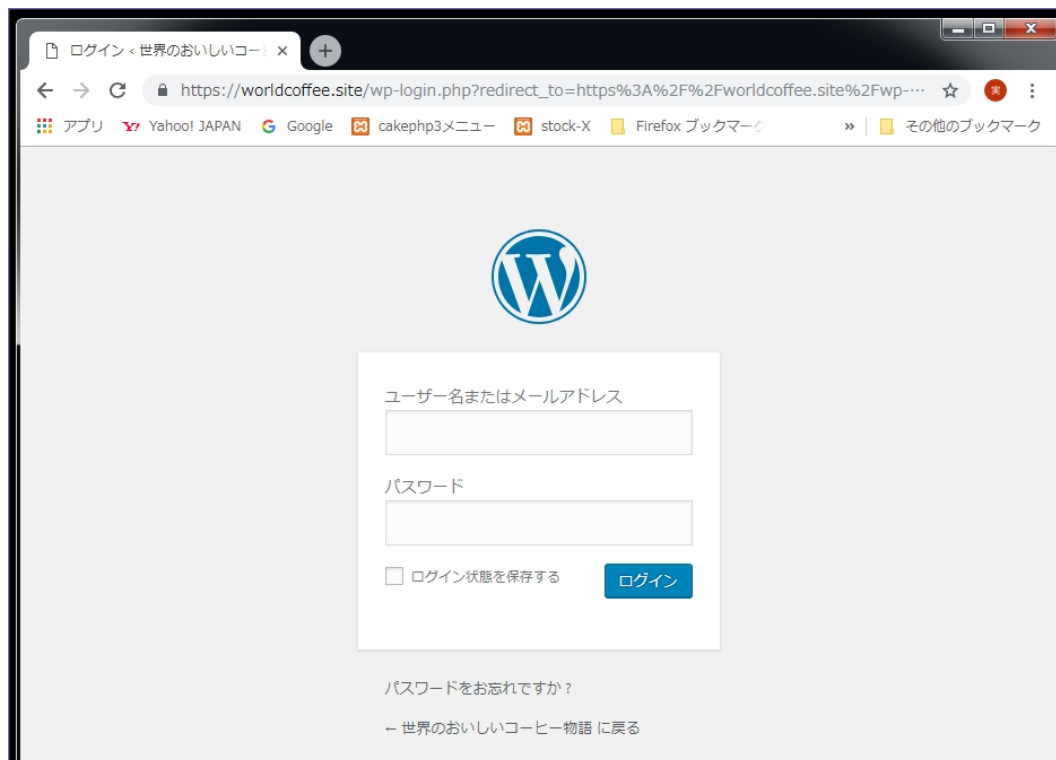 ログイン ‹ 世界のおいしいコー
https://worldcoffee.site/wp-login.php?redirect_to=https%3A%2F%2Fworldcoffee.site%2Fwp-… 実
アプリ Yahoo! JAPAN Google cakephp3メニュー stock-X Firefox ブックマーク » その他のブックマーク
ユーザー名またはメールアドレス
パスワード
ログイン状態を保存する ログイン
パスワードをお忘れですか ?
← 世界のおいしいコーヒー物語 に戻る